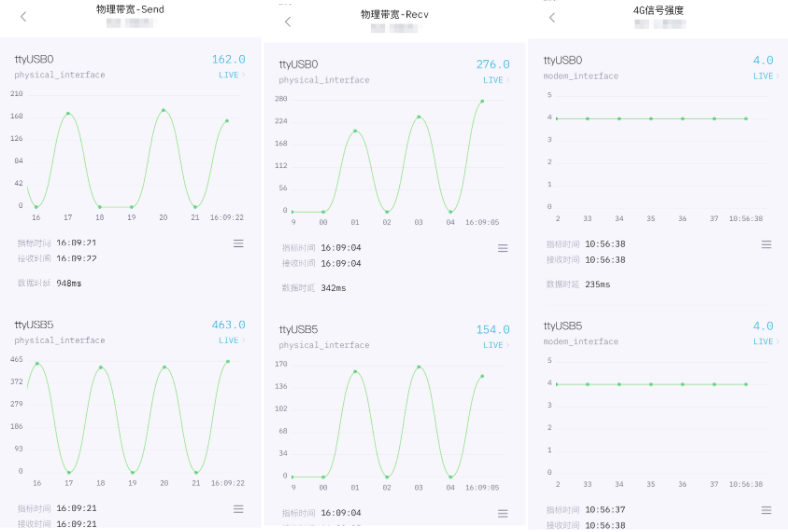 物理带宽-Send
ttyUSB0
162.0
physical_interface
LIVE
210
168
126
84
42
0
16
17
18
19
20
21
16:09:22
指标时间 16:09:21
接收时间 16:09:22
数据时延 948ms
ttyUSB5
463.0
physical_interface
LIVE
465
372
279
186
93
0
16
17
18
19
20
21
16:09:22
指标时间 16:09:21
接收时间 16:09:21
物理带宽-Recv
ttyUSB0
276.0
physical_interface
LIVE
280
224
168
112
56
0
9
00
01
02
03
04
16:09:05
指标时间 16:09:04
接收时间 16:09:04
数据时延 342ms
ttyUSB5
154.0
physical_interface
LIVE
170
136
102
68
34
0
9
00
01
02
03
04
16:09:05
指标时间 16:09:04
4G信号强度
ttyUSB0
4.0
modem_interface
LIVE
5
4
3
2
1
0
2
33
34
35
36
37
10:56:38
指标时间 10:56:38
接收时间 10:56:38
数据时延 235ms
ttyUSB5
4.0
modem_interface
LIVE
5
4
3
2
1
0
2
33
34
35
36
37
10:56:38
指标时间 10:56:37
接收时间 10:56:38